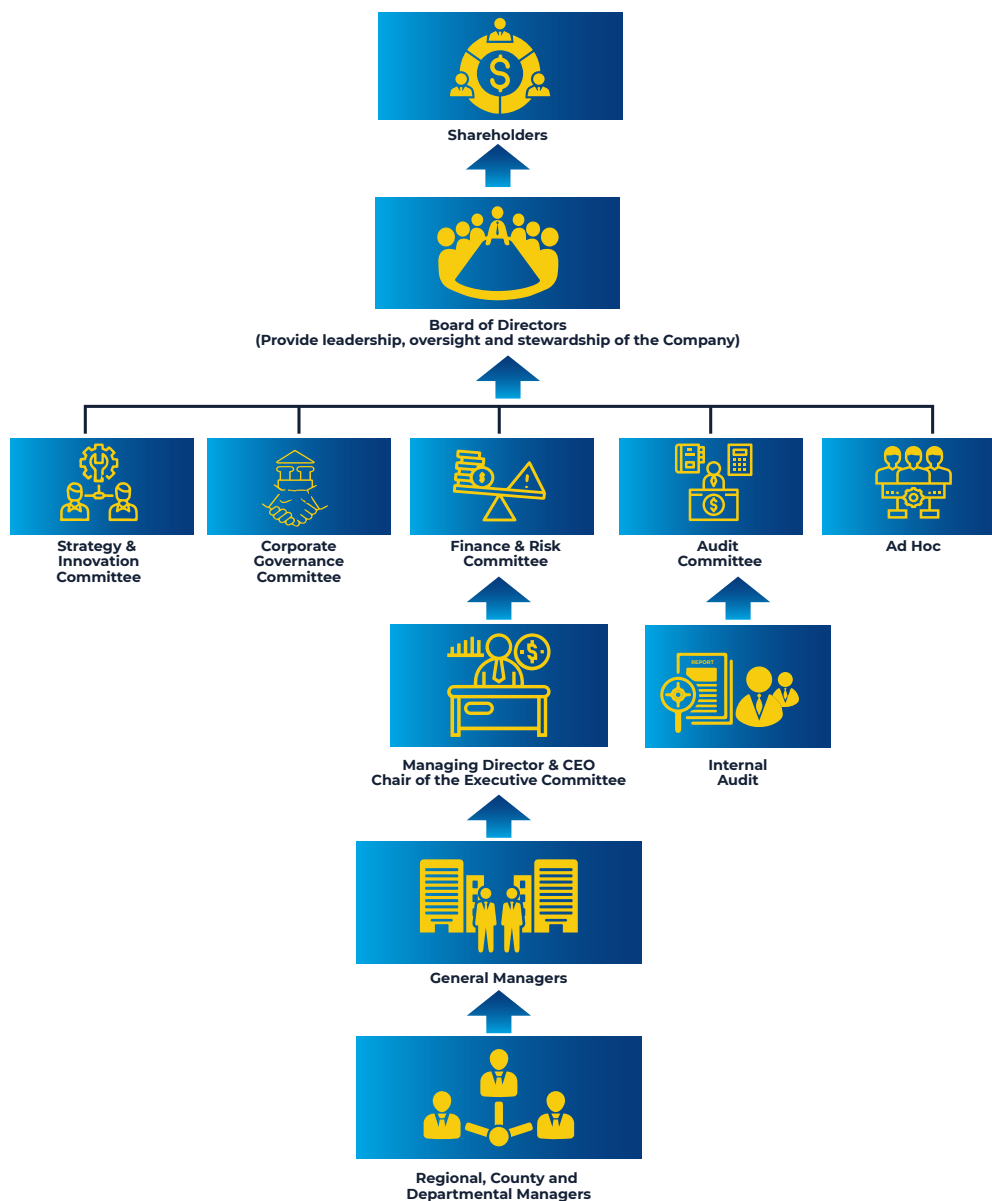 Shareholders
Board of Directors
(Provide leadership, oversight and stewardship of the Company)
Strategy &
Innovation
Committee
Corporate
Governance
Committee
Finance & Risk
Committee
Audit
Committee
Ad Hoc
REPORT
Managing Director & CEO
Chair of the Executive Committee
Internal
Audit
General Managers
Regional, County and
Departmental Managers